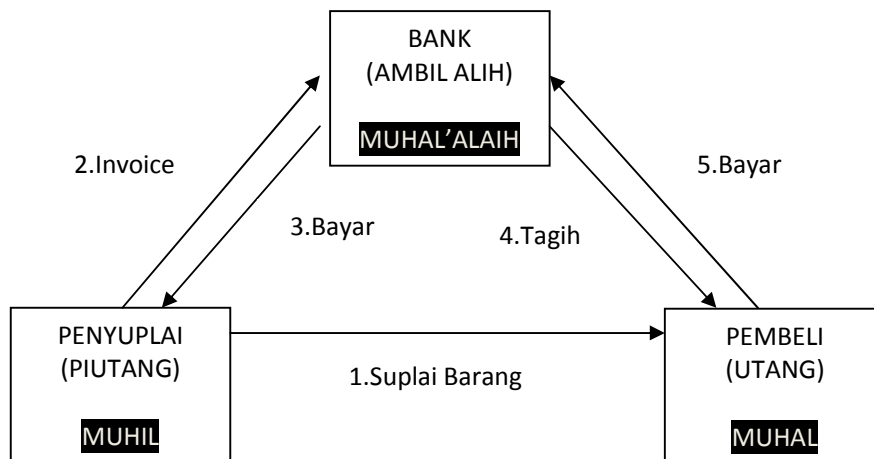 BANK
(AMBIL ALIH)
MUHAL’ALAIH
2.Invoice
5.Bayar
3.Bayar
4.Tagih
PENYUPLAI
(PIUTANG)
MUHIL
1.Suplai Barang
PEMBELI
(UTANG)
MUHAL